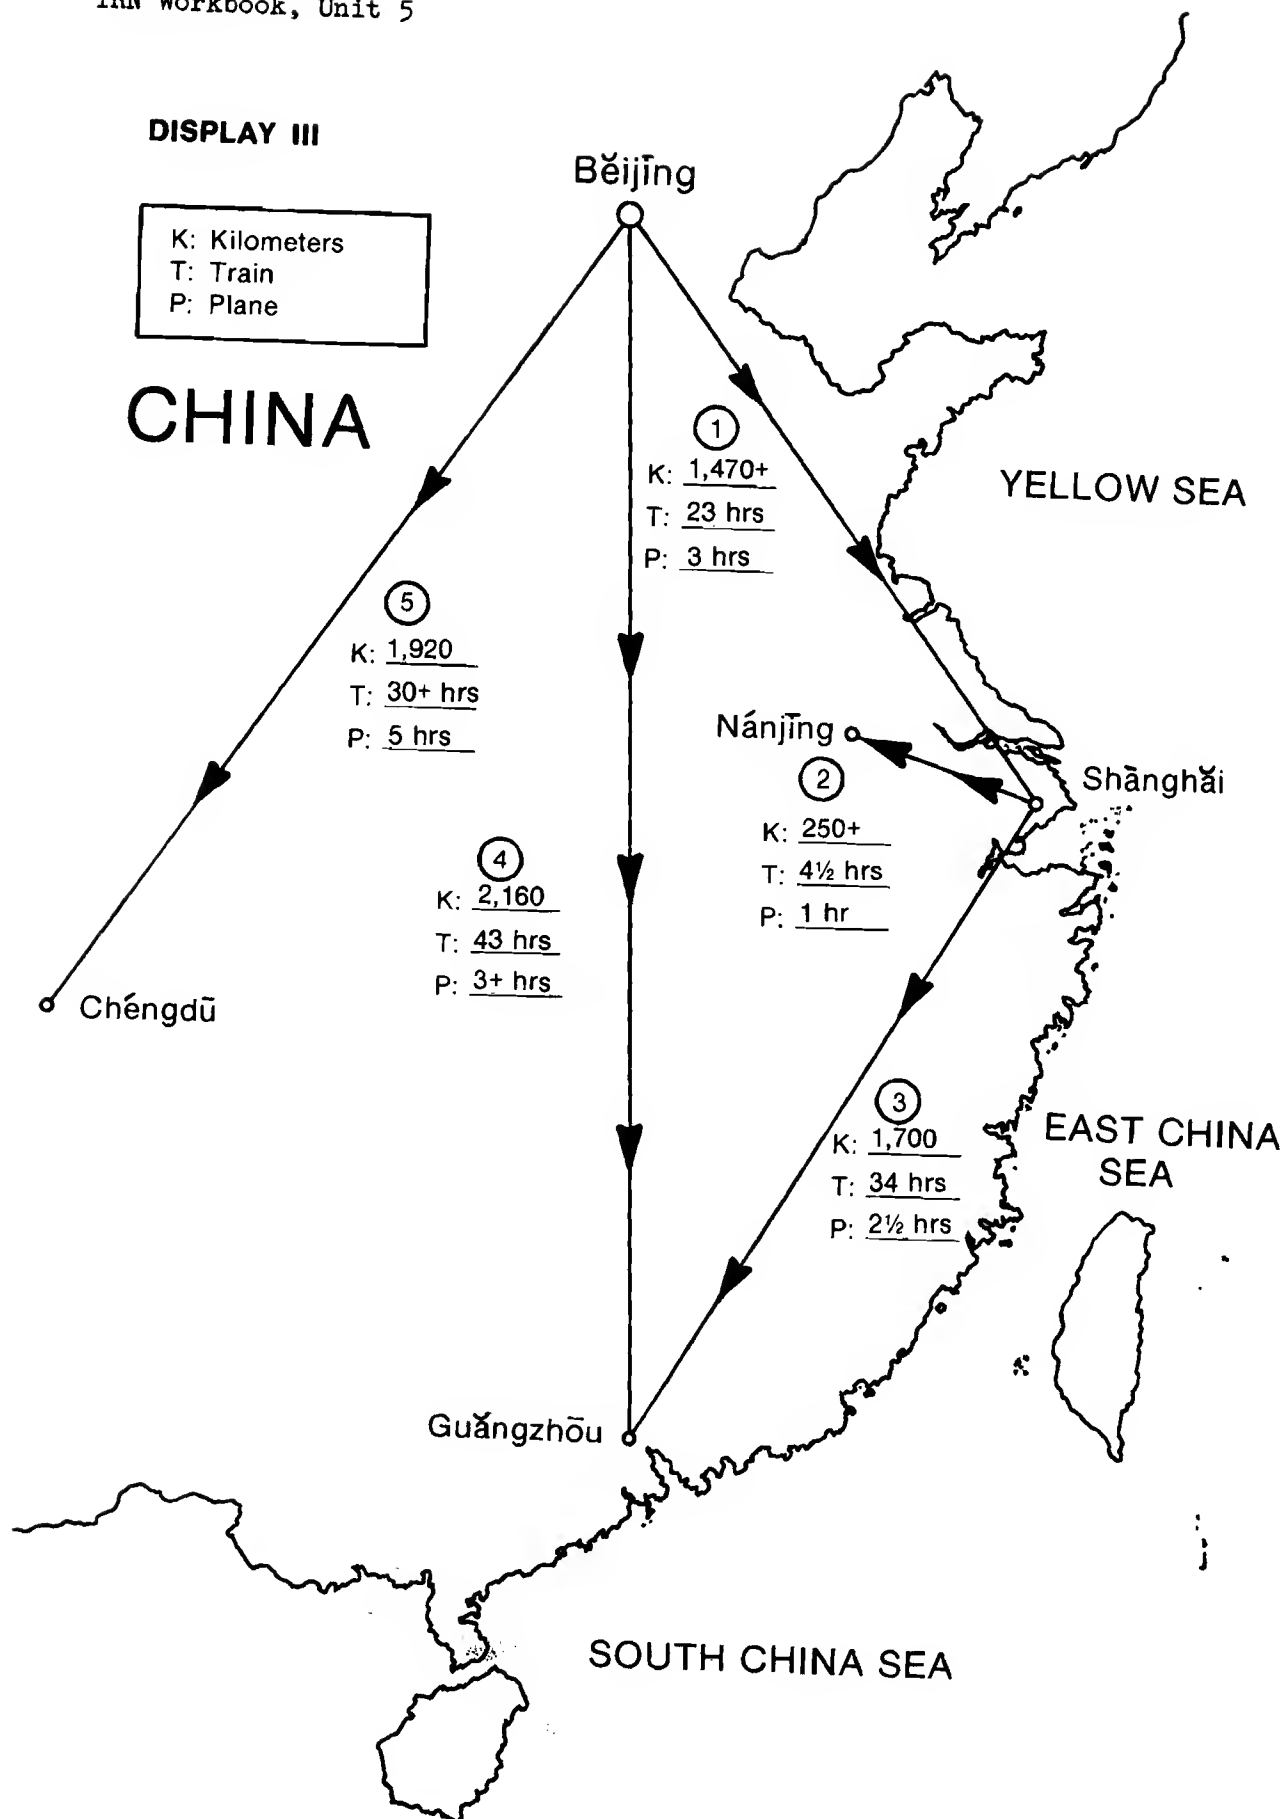 TRN Workbook, Unit 5
DISPLAY III
K: Kilometers
T: Train
P: Plane
CHINA
Běijīng
1
K: 1,470+
T: 23 hrs
P: 3 hrs
YELLOW SEA
5
K: 1,920
T: 30+ hrs
P: 5 hrs
Nánjīng
2
K: 250+
T: 4½ hrs
P: 1 hr
Shànghǎi
4
K: 2,160
T: 43 hrs
P: 3+ hrs
Chéngdū
3
K: 1,700
T: 34 hrs
P: 2½ hrs
EAST CHINA
SEA
Guǎngzhōu
SOUTH CHINA SEA